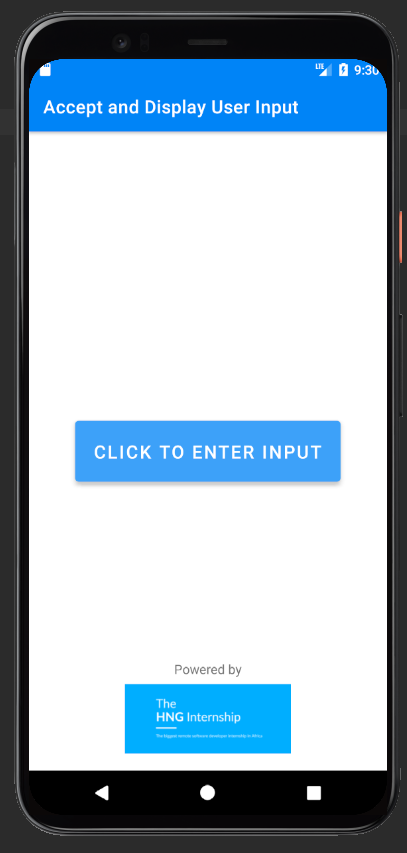 LTE 9:30
Accept and Display User Input
CLICK TO ENTER INPUT
Powered by
The
HNG Internship
The biggest remote software developer internship in Africa